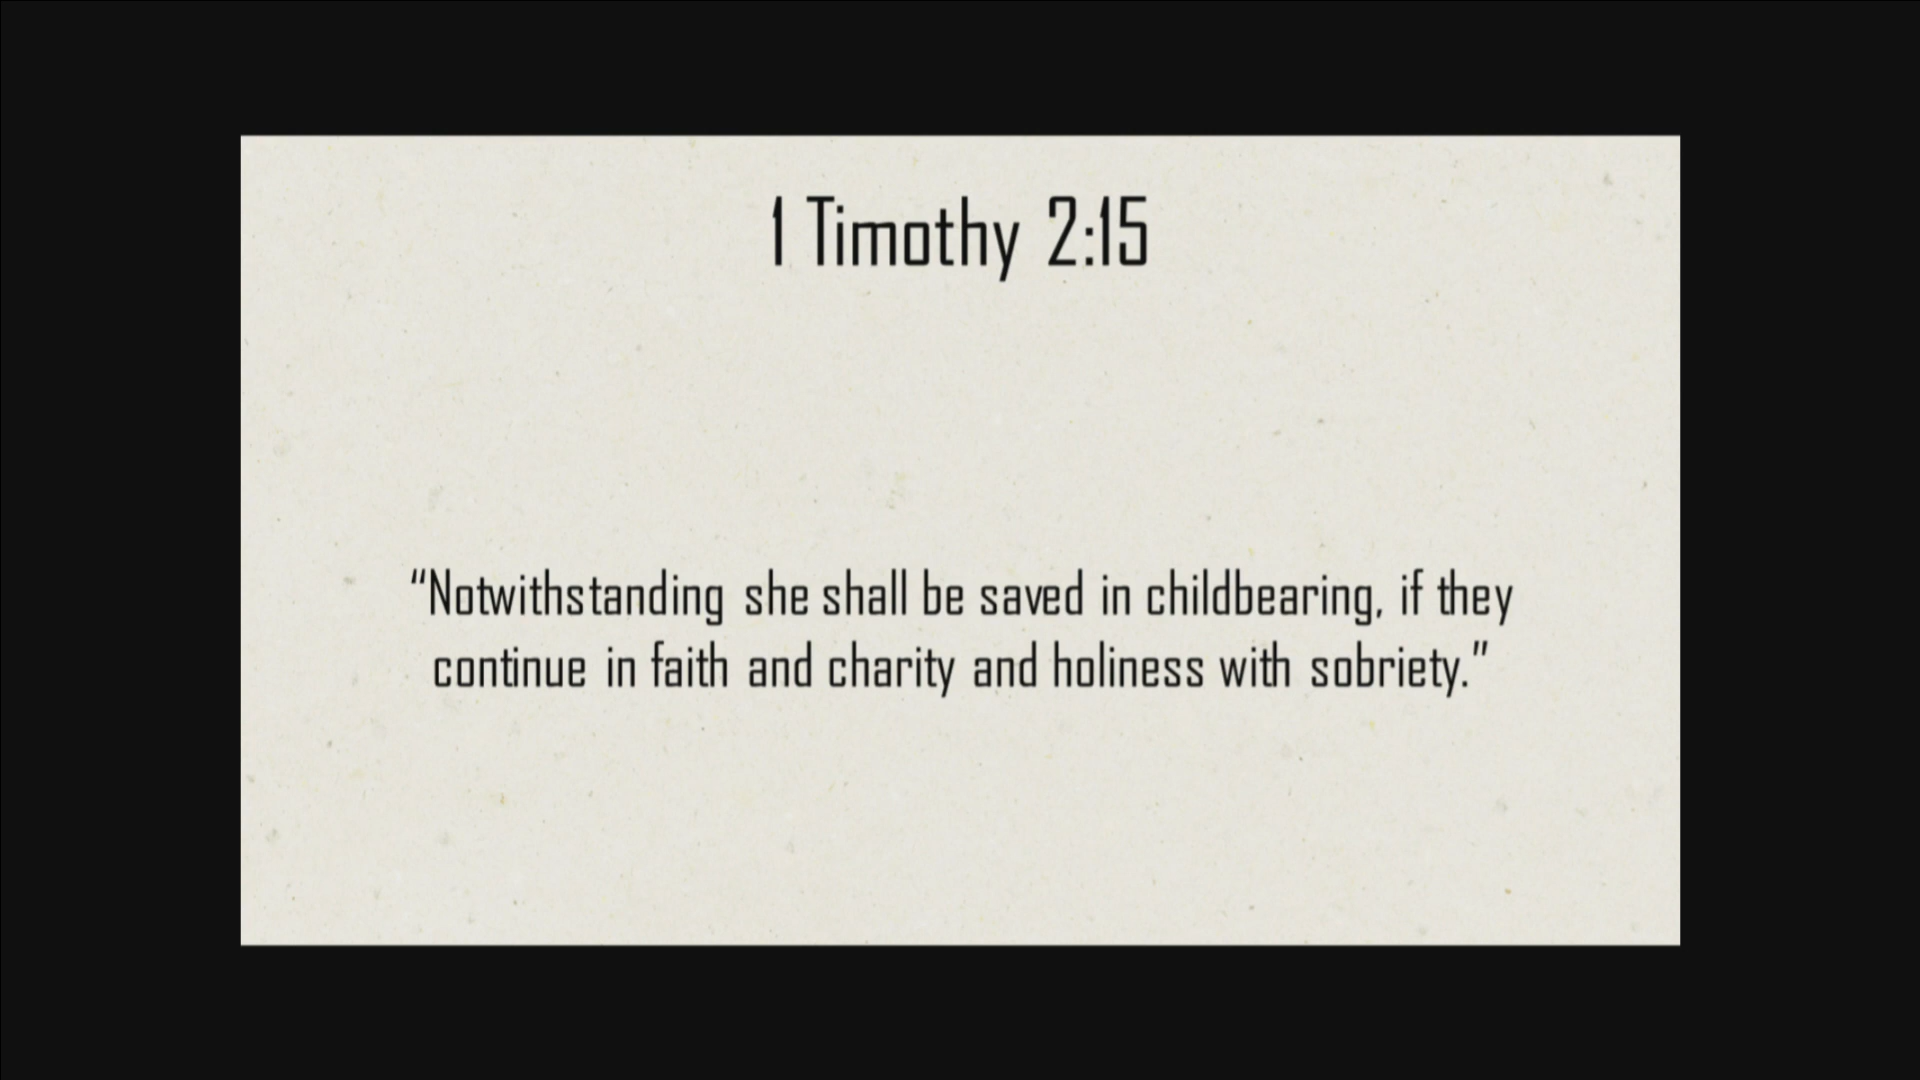 1 Timothy 2:15
“Notwithstanding she shall be saved in childbearing, if they
continue in faith and charity and holiness with sobriety.”